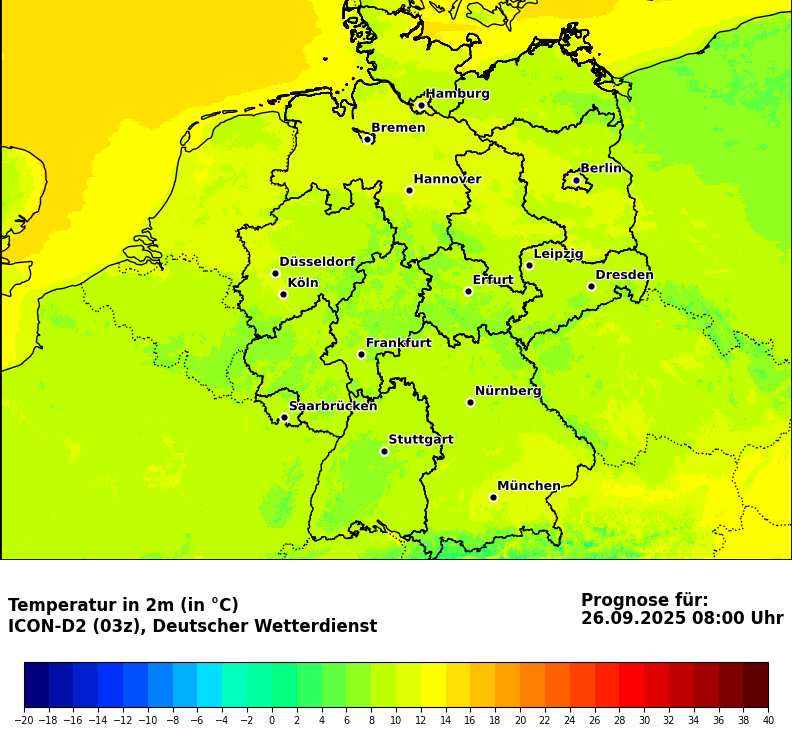 Hamburg
Bremen
Berlin
Hannover
Leipzig
Düsseldorf
Dresden
Köln
Erfurt
Frankfurt
Nürnberg
Saarbrücken
Stuttgart
München
Temperatur in 2m (in °C)
ICON-D2 (03z), Deutscher Wetterdienst
Prognose für:
26.09.2025 08:00 Uhr
−20 −18 −16 −14 −12 −10 −8 −6 −4 −2 0 2 4 6 8 10 12 14 16 18 20 22 24 26 28 30 32 34 36 38 40